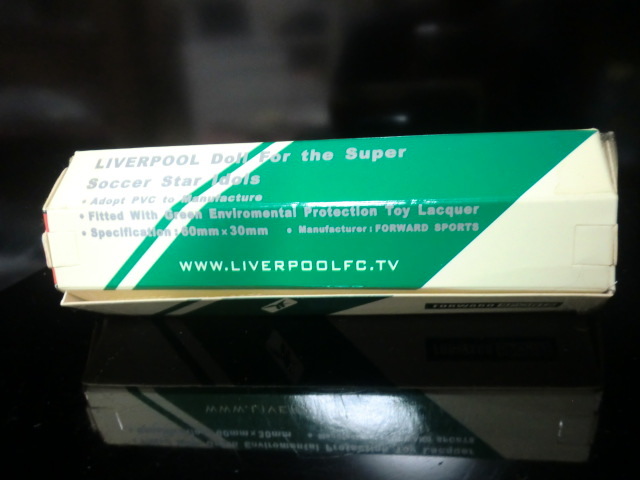 LIVERPOOL Doll For the Super
Soccer Star Idols
• Adopt PVC to Manufacture
• Fitted With Green Enviromental Protection Toy Lacquer
• Specification : 60mm x 30mm • Manufacturer : FORWARD SPORTS
WWW.LIVERPOOLFC.TV
FORWARD